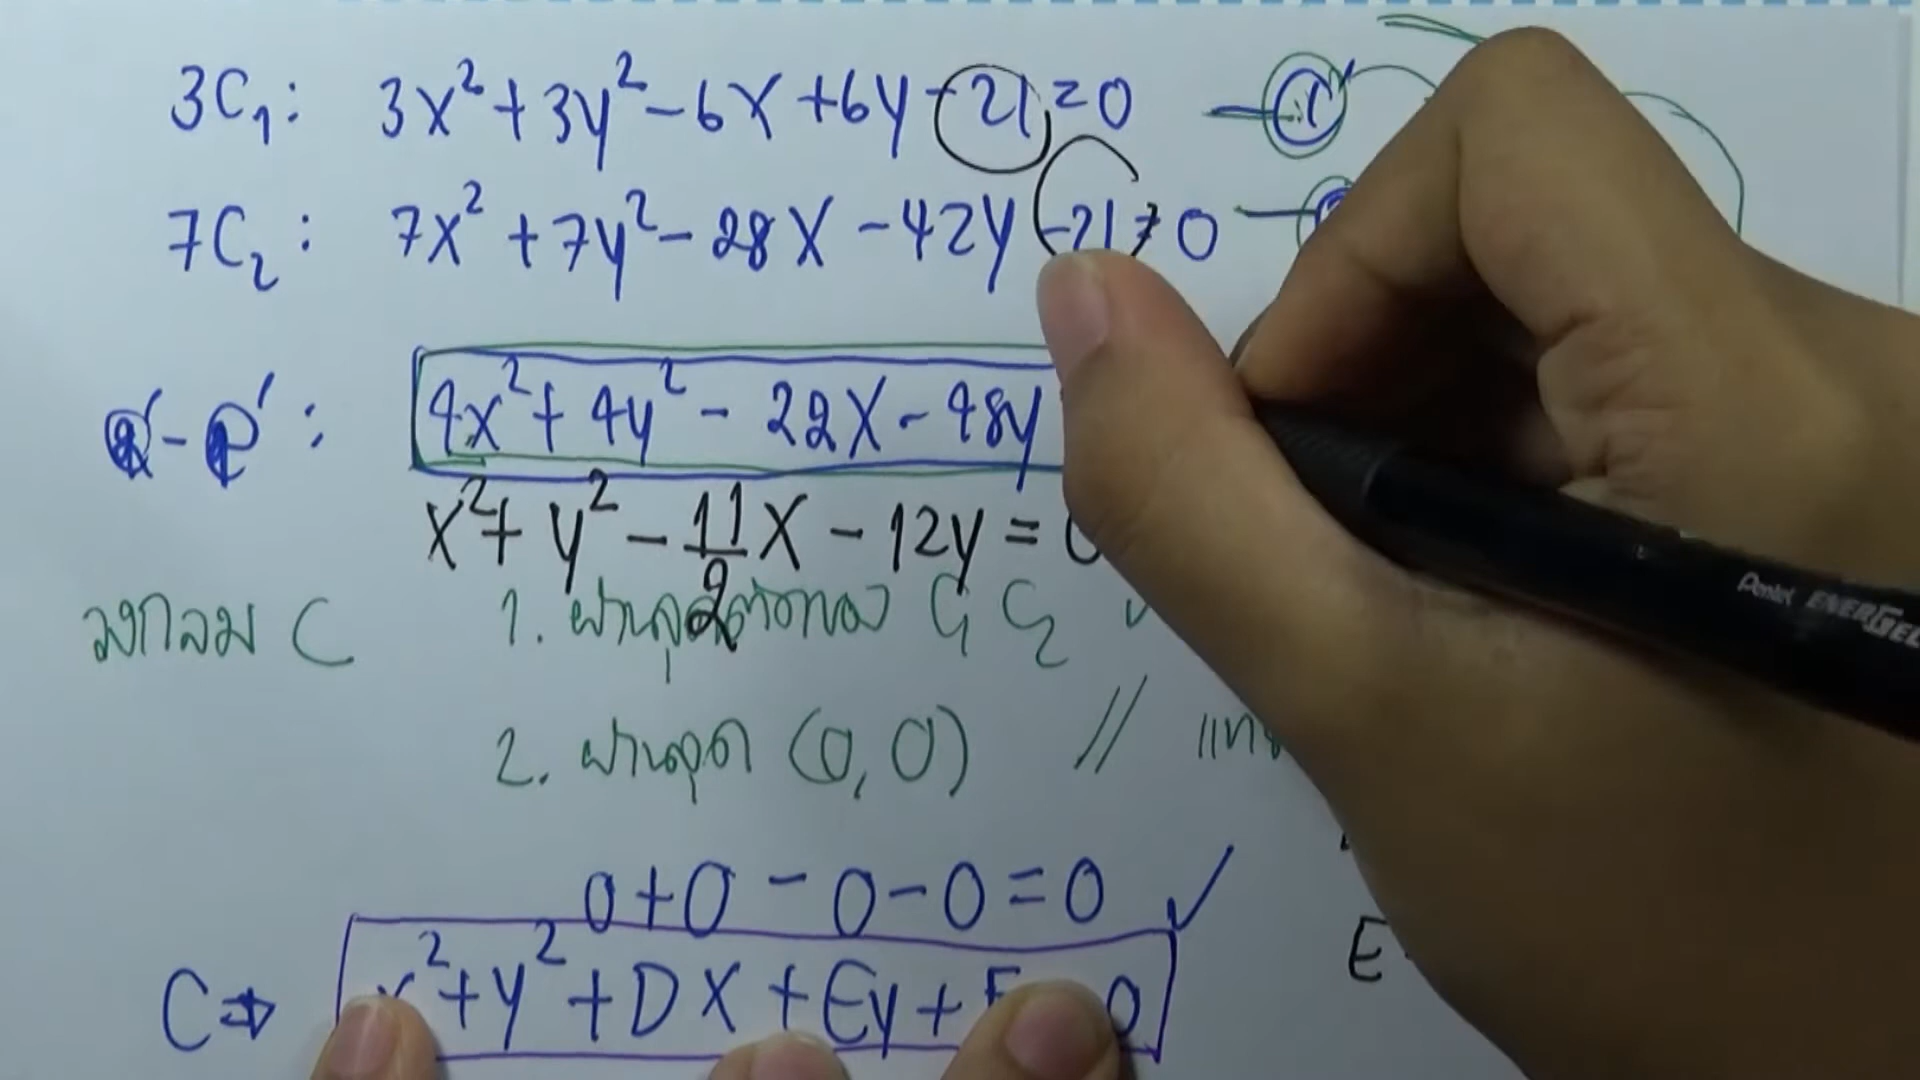 3C₁: 3x² + 3y² - 6x + 6y - 21 = 0
7C₂: 7x² + 7y² - 28x - 42y - 21 = 0
4x² + 4y² - 22x - 48y
x² + y² - 11/2 x - 12y = 0
วงกลม C 1. ผ่านจุดตัดของ C₁ C₂ ✓
2. ผ่านจุด (0,0) //
0 + 0 - 0 - 0 = 0 ✓
C ⇒ x² + y² + Dx + Ey + F 0
E
Pentel ENERGEL